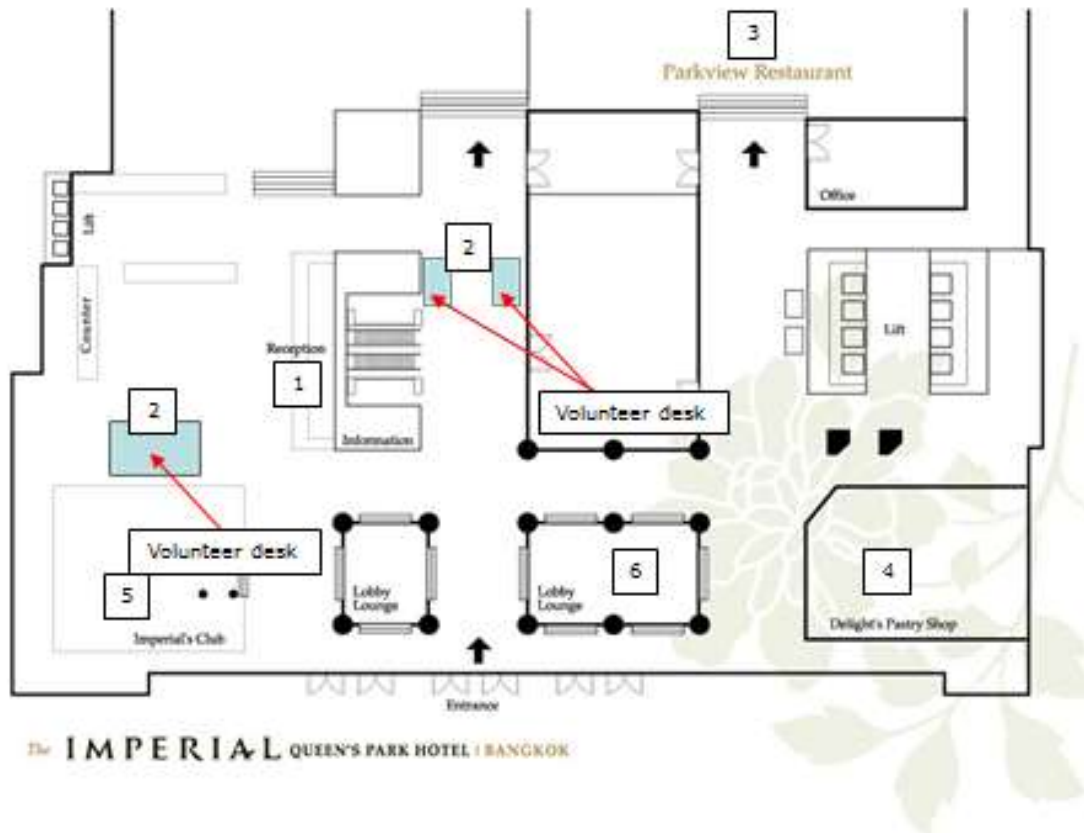 3
Parkview Restaurant
Office
Lift
2
Counter
Reception
1
Lift
2
Volunteer desk
Information
Volunteer desk
5
Lobby
Lounge
Lobby
Lounge
6
4
Imperial's Club
Delight's Pastry Shop
Entrance
The IMPERIAL QUEEN'S PARK HOTEL | BANGKOK